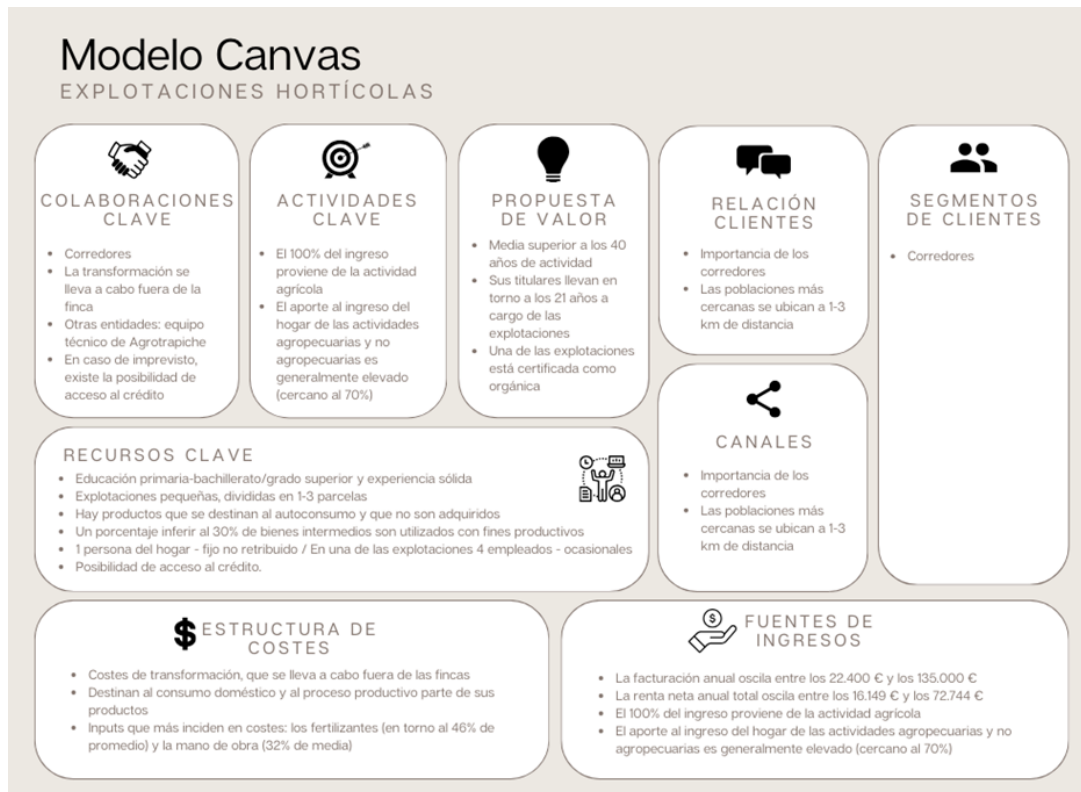 Modelo Canvas
EXPLOTACIONES HORTÍCOLAS
COLABORACIONES
CLAVE
• Corredores
• La transformación se
lleva a cabo fuera de la
finca
• Otras entidades: equipo
técnico de Agrotrapiche
• En caso de imprevisto,
existe la posibilidad de
acceso al crédito
ACTIVIDADES
CLAVE
• El 100% del ingreso
proviene de la actividad
agrícola
• El aporte al ingreso del
hogar de las actividades
agropecuarias y no
agropecuarias es
generalmente elevado
(cercano al 70%)
PROPUESTA
DE VALOR
• Media superior a los 40
años de actividad
• Sus titulares llevan en
torno a los 21 años a
cargo de las
explotaciones
• Una de las explotaciones
está certificada como
orgánica
RELACIÓN
CLIENTES
• Importancia de los
corredores
• Las poblaciones más
cercanas se ubican a 1-3
km de distancia
SEGMENTOS
DE CLIENTES
• Corredores
CANALES
• Importancia de los
corredores
• Las poblaciones más
cercanas se ubican a 1-3
km de distancia
RECURSOS CLAVE
• Educación primaria-bachillerato/grado superior y experiencia sólida
• Explotaciones pequeñas, divididas en 1-3 parcelas
• Hay productos que se destinan al autoconsumo y que no son adquiridos
• Un porcentaje inferir al 30% de bienes intermedios son utilizados con fines productivos
• 1 persona del hogar - fijo no retribuido / En una de las explotaciones 4 empleados - ocasionales
• Posibilidad de acceso al crédito.
$ ESTRUCTURA DE
COSTES
• Costes de transformación, que se lleva a cabo fuera de las fincas
• Destinan al consumo doméstico y al proceso productivo parte de sus
productos
• Inputs que más inciden en costes: los fertilizantes (en torno al 46% de
promedio) y la mano de obra (32% de media)
$
FUENTES DE
INGRESOS
• La facturación anual oscila entre los 22.400 € y los 135.000 €
• La renta neta anual total oscila entre los 16.149 € y los 72.744 €
• El 100% del ingreso proviene de la actividad agrícola
• El aporte al ingreso del hogar de las actividades agropecuarias y no
agropecuarias es generalmente elevado (cercano al 70%)